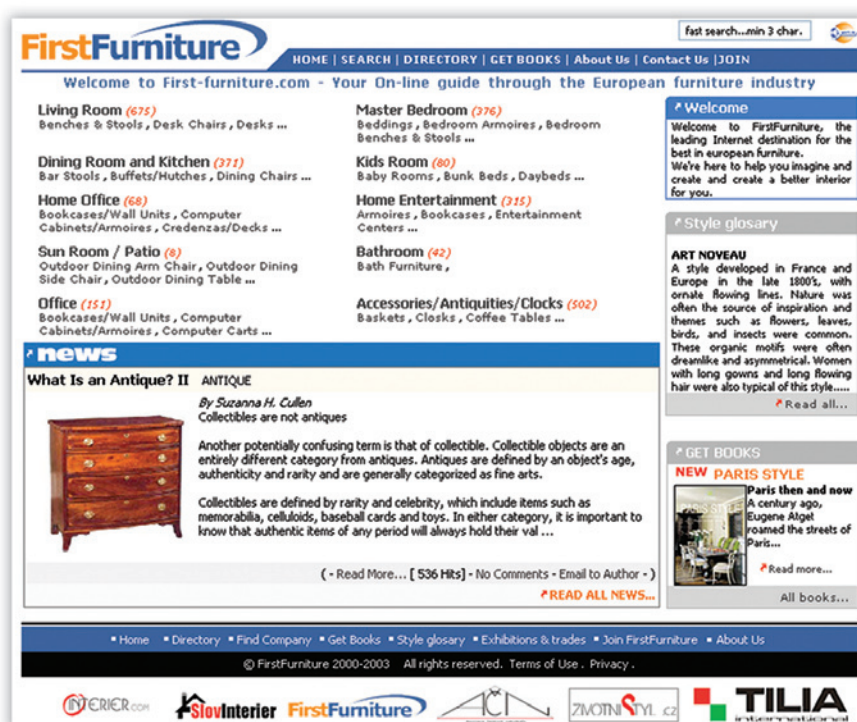 fast search...min 3 char.
FirstFurniture
HOME | SEARCH | DIRECTORY | GET BOOKS | About Us | Contact Us |JOIN
Welcome to First-furniture.com - Your On-line guide through the European furniture industry
Living Room (675)
Benches & Stools , Desk Chairs , Desks ...
Dining Room and Kitchen (371)
Bar Stools , Buffets/Hutches , Dining Chairs ...
Home Office (68)
Bookcases/Wall Units , Computer
Cabinets/Armoires , Credenzas/Decks ...
Sun Room / Patio (8)
Outdoor Dining Arm Chair , Outdoor Dining
Side Chair , Outdoor Dining Table ...
Office (151)
Bookcases/Wall Units , Computer
Cabinets/Armoires , Computer Carts ...
Master Bedroom (376)
Beddings , Bedroom Armoires , Bedroom
Benches & Stools ...
Kids Room (80)
Baby Rooms , Bunk Beds , Daybeds ...
Home Entertainment (315)
Armoires , Bookcases , Entertainment
Centers ...
Bathroom (42)
Bath Furniture ,
Accessories/Antiquities/Clocks (502)
Baskets , Closks , Coffee Tables ...
news
What Is an Antique? II ANTIQUE
By Suzanna H. Cullen
Collectibles are not antiques
Another potentially confusing term is that of collectible. Collectible objects are an
entirely different category from antiques. Antiques are defined by an object's age,
authenticity and rarity and are generally categorized as fine arts.
Collectibles are defined by rarity and celebrity, which include items such as
memorabilia, celluloids, baseball cards and toys. In either category, it is important to
know that authentic items of any period will always hold their val ...
( - Read More... [ 536 Hits] - No Comments - Email to Author - )
READ ALL NEWS...
Welcome
Welcome to FirstFurniture, the
leading Internet destination for the
best in european furniture.
We're here to help you imagine and
create and create a better interior
for you.
Style glosary
ART NOVEAU
A style developed in France and
Europe in the late 1800's, with
ornate flowing lines. Nature was
often the source of inspiration and
themes such as flowers, leaves,
birds, and insects were common.
These organic motifs were often
dreamlike and asymmetrical. Women
with long gowns and long flowing
hair were also typical of this style.....
Read all...
GET BOOKS
NEW PARIS STYLE
PARIS STYLE
Paris then and now
A century ago,
Eugene Atget
roamed the streets of
Paris...
Read more...
All books...
Home Directory Find Company Get Books Style glosary Exhibitions & trades Join FirstFurniture About Us
© FirstFurniture 2000-2003 All rights reserved. Terms of Use . Privacy .
INTERIER.COM SlovInterier FirstFurniture ACN ZIVOTNI STYL.cz TILIA
international